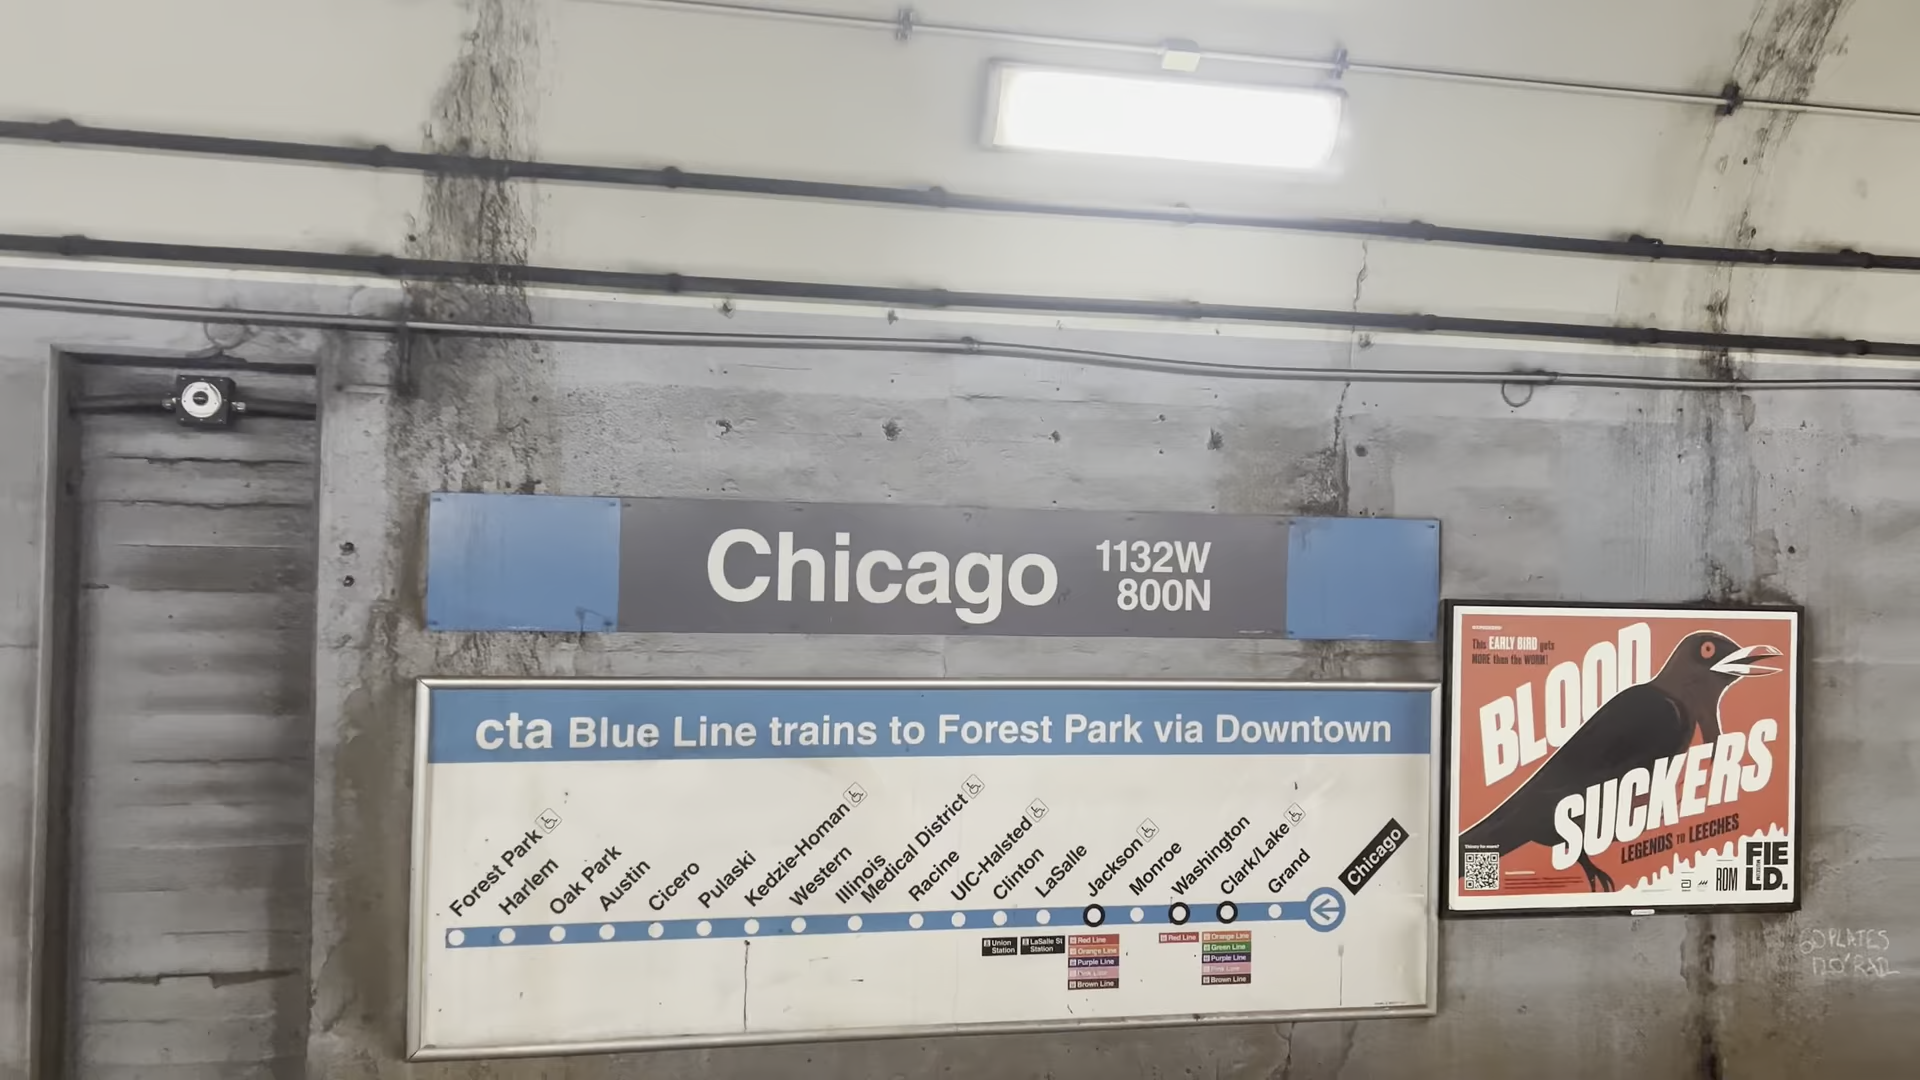 Chicago
1132W
800N
cta Blue Line trains to Forest Park via Downtown
Forest Park
Harlem
Oak Park
Austin
Cicero
Pulaski
Kedzie-Homan
Western
Illinois
Medical District
Racine
UIC-Halsted
Clinton
LaSalle
Jackson
Monroe
Washington
Clark/Lake
Grand
Chicago
Union
Station
LaSalle St
Station
Red Line
Orange Line
Purple Line
Pink Line
Brown Line
Red Line
Orange Line
Green Line
Purple Line
Pink Line
Brown Line
This EARLY BIRD gets
MORE than the WORM!
BLOOD
SUCKERS
LEGENDS TO LEECHES
ROM
FIE
LD.